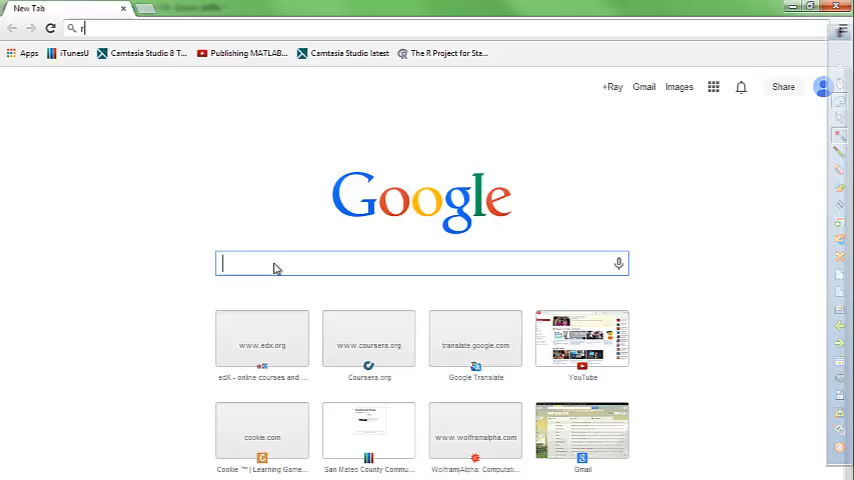 New Tab
r
Apps iTunesU Camtasia Studio 8 T... Publishing MATLAB... Camtasia Studio latest The R Project for Sta...
+Ray Gmail Images Share
Google
www.edx.org www.coursera.org translate.google.com
edX - online courses and ... Coursera.org Google Translate YouTube
cookie.com www.wolframalpha.com
Cookie ™ | Learning Game... San Mateo County Commu... Wolfram|Alpha: Computat... Gmail